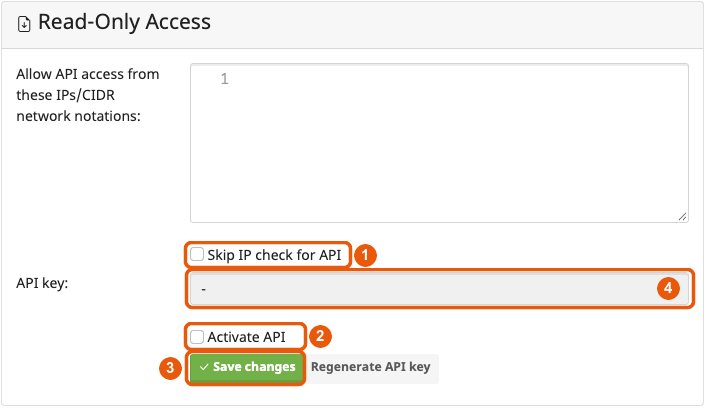 Read-Only Access
Allow API access from
these IPs/CIDR
network notations:
1
Skip IP check for API 1
API key:
- 4
Activate API 2
3 Save changes Regenerate API key